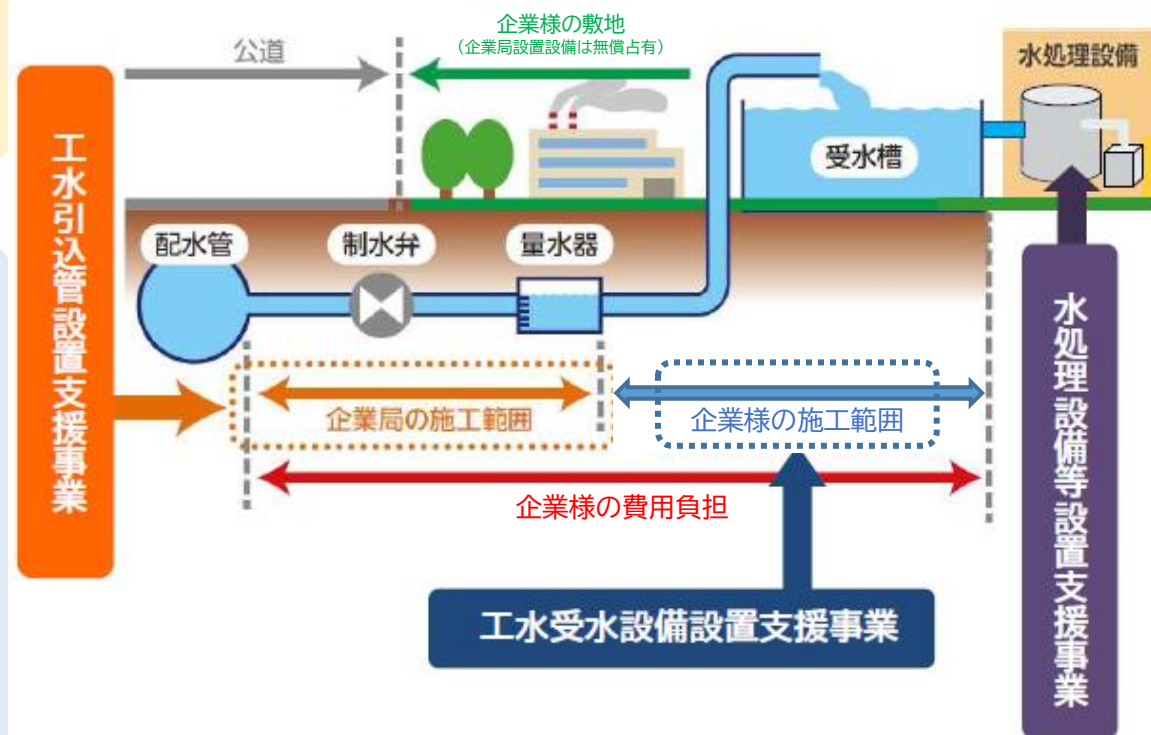 企業様の敷地
（企業局設置設備は無償占有）
公道
水処理設備
工水引込管設置支援事業
受水槽
配水管
制水弁
量水器
企業局の施工範囲
企業様の施工範囲
企業様の費用負担
工水受水設備設置支援事業
水処理設備等設置支援事業